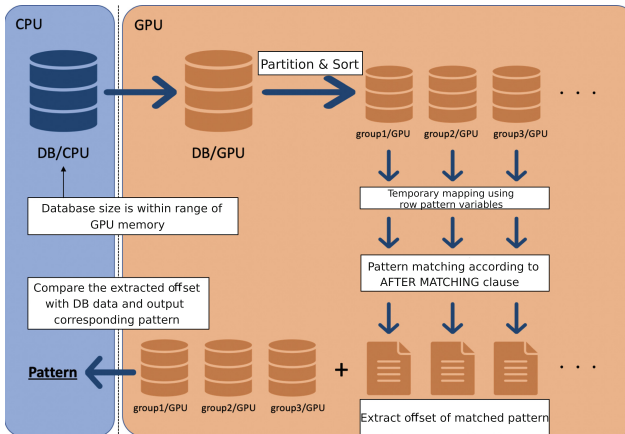 CPU
GPU
Partition & Sort
DB/CPU
DB/GPU
group1/GPU
group2/GPU
group3/GPU
. . .
Database size is within range of
GPU memory
Temporary mapping using
row pattern variables
Pattern matching according to
AFTER MATCHING clause
Compare the extracted offset
with DB data and output
corresponding pattern
Pattern
+
. . .
group1/GPU
group2/GPU
group3/GPU
Extract offset of matched pattern